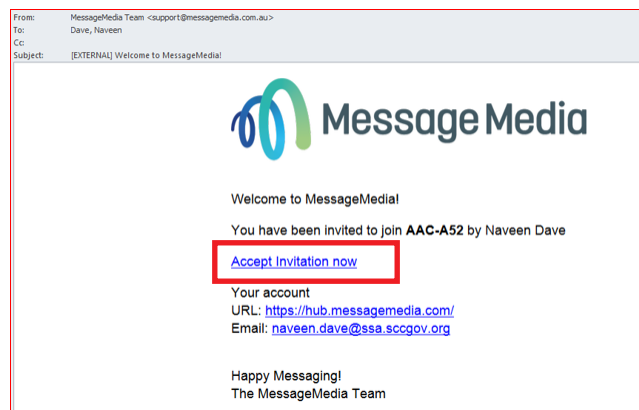 From: MessageMedia Team <support@messagemedia.com.au>
To: Dave, Naveen
Cc:
Subject: [EXTERNAL] Welcome to MessageMedia!
Message Media
Welcome to MessageMedia!
You have been invited to join AAC-A52 by Naveen Dave
Accept Invitation now
Your account
URL: https://hub.messagemedia.com/
Email: naveen.dave@ssa.sccgov.org
Happy Messaging!
The MessageMedia Team